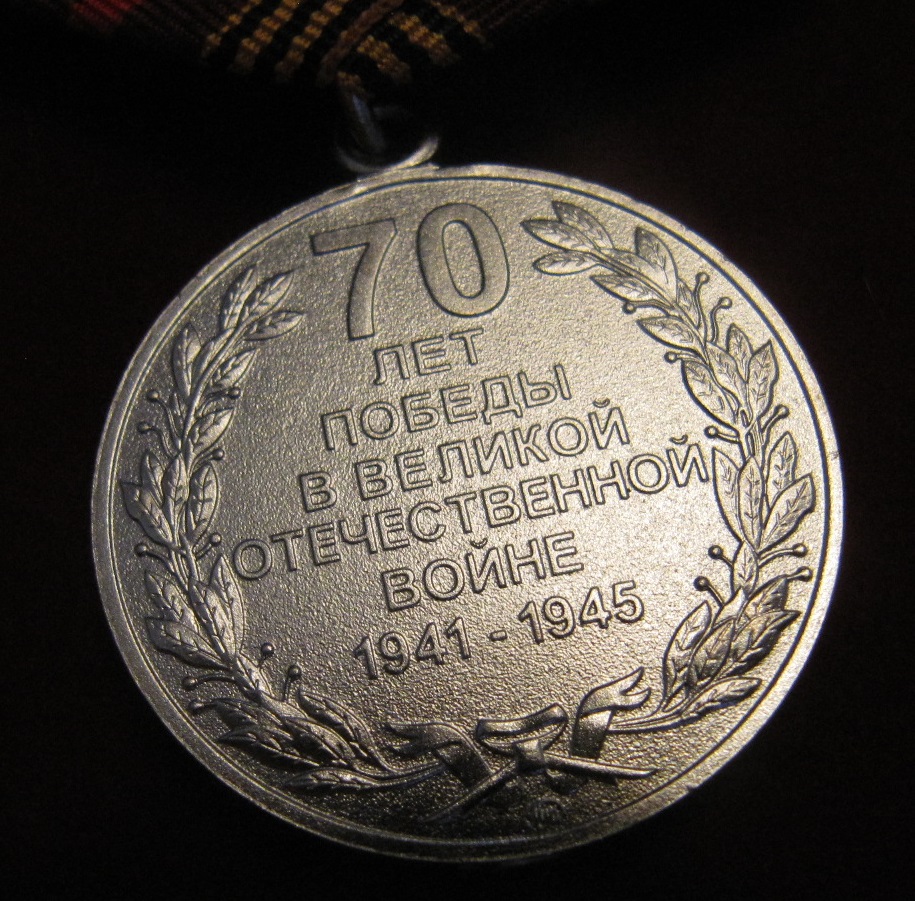 70
ЛЕТ
ПОБЕДЫ
В ВЕЛИКОЙ
ОТЕЧЕСТВЕННОЙ
ВОЙНЕ
1941 - 1945